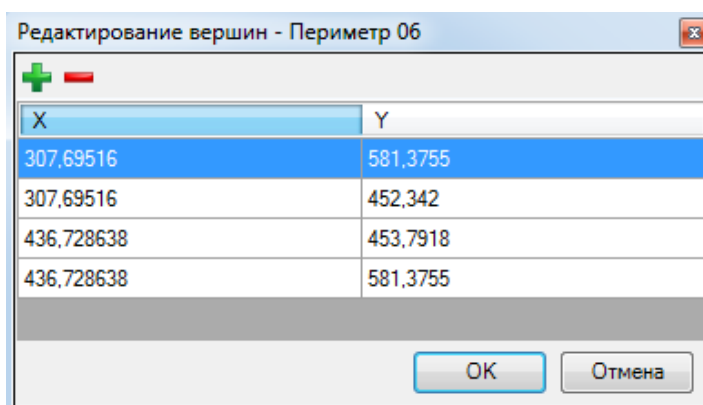 Редактирование вершин - Периметр 06
X Y
307,69516 581,3755
307,69516 452,342
436,728638 453,7918
436,728638 581,3755
OK Отмена